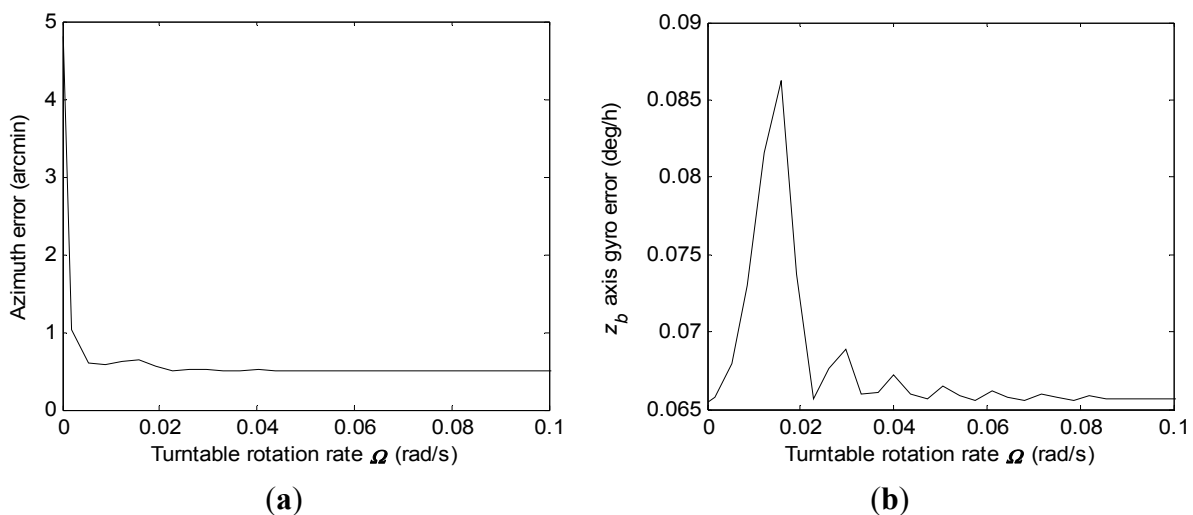 5
4
3
2
1
0
Azimuth error (arcmin)
0 0.02 0.04 0.06 0.08 0.1
Turntable rotation rate Ω (rad/s)
(a)
0.09
0.085
0.08
0.075
0.07
0.065
z_b axis gyro error (deg/h)
0 0.02 0.04 0.06 0.08 0.1
Turntable rotation rate Ω (rad/s)
(b)